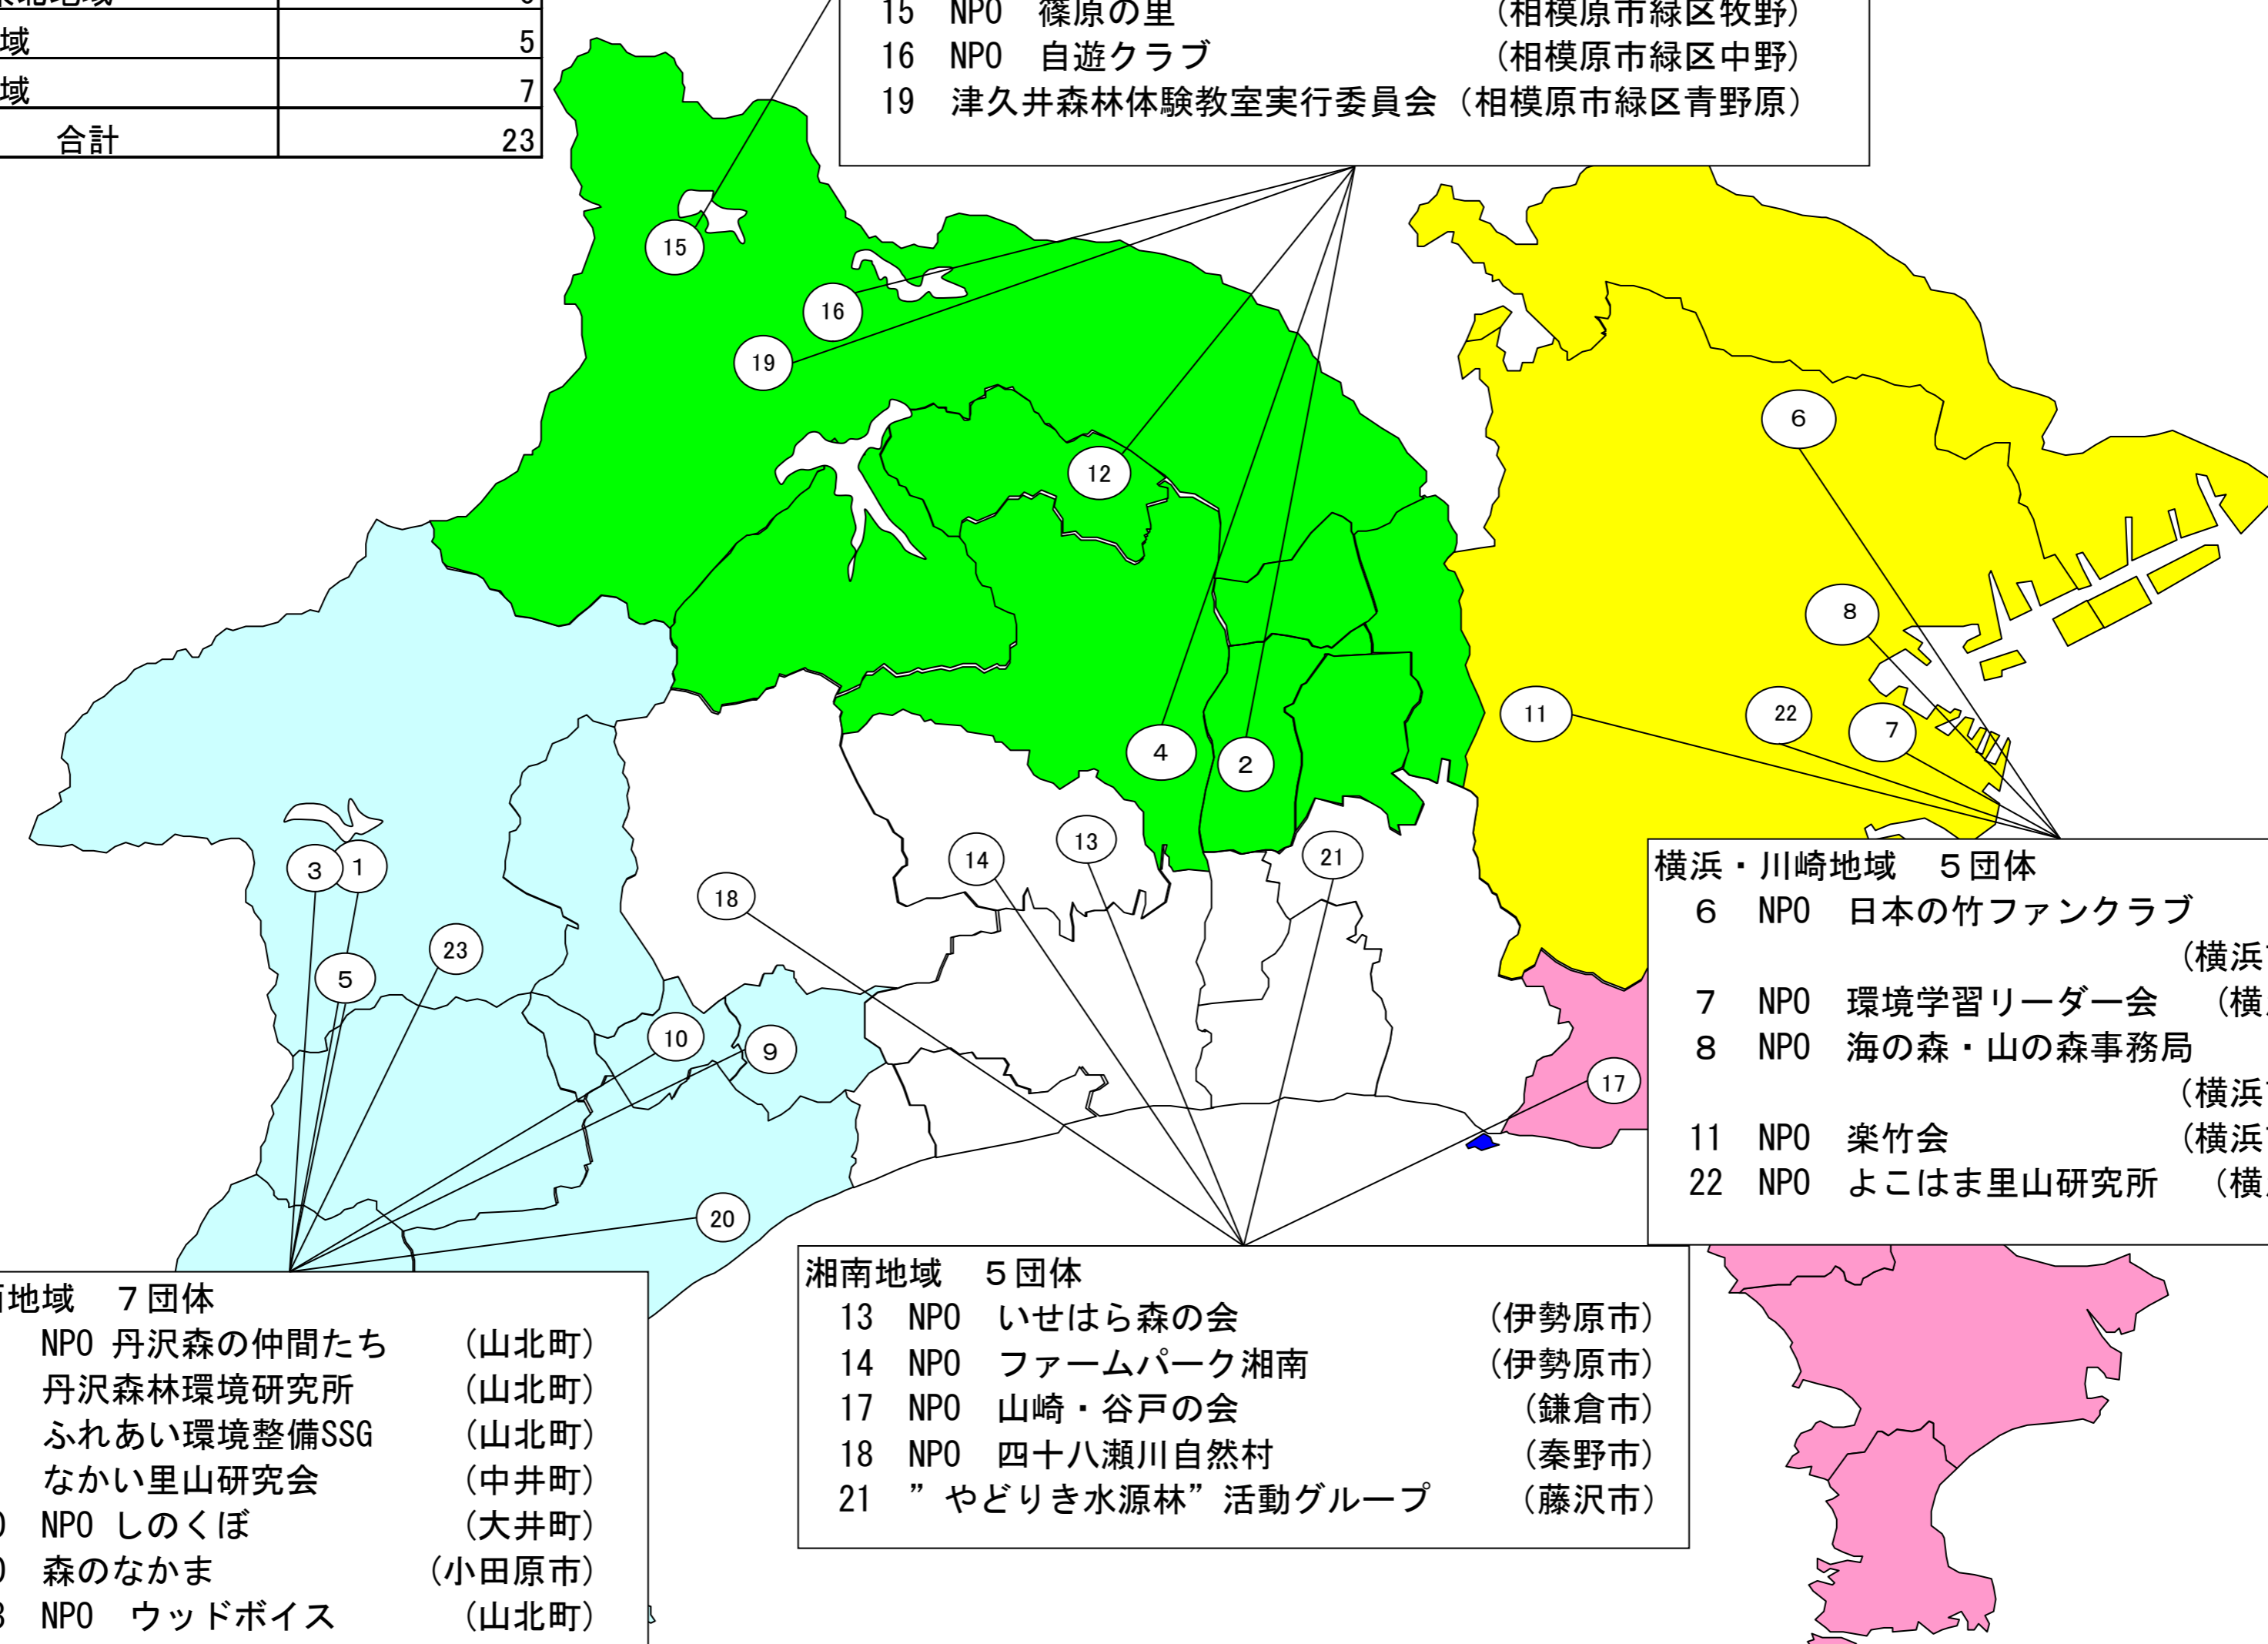 域 5
域 7
合計 23
15 NPO 篠原の里 (相模原市緑区牧野)
16 NPO 自遊クラブ (相模原市緑区中野)
19 津久井森林体験教室実行委員会 (相模原市緑区青野原)
15
16
19
12
6
8
11
22
7
4
2
3
1
14
13
21
18
5
23
10
9
17
20
横浜・川崎地域 5団体
6 NPO 日本の竹ファンクラブ
(横浜
7 NPO 環境学習リーダー会 (横
8 NPO 海の森・山の森事務局
(横浜
11 NPO 楽竹会 (横浜
22 NPO よこはま里山研究所 (横
湘南地域 5団体
13 NPO いせはら森の会 (伊勢原市)
14 NPO ファームパーク湘南 (伊勢原市)
17 NPO 山崎・谷戸の会 (鎌倉市)
18 NPO 四十八瀬川自然村 (秦野市)
21 ”やどりき水源林”活動グループ (藤沢市)
地域 7団体
NPO 丹沢森の仲間たち (山北町)
丹沢森林環境研究所 (山北町)
ふれあい環境整備SSG (山北町)
なかい里山研究会 (中井町)
NPO しのくぼ (大井町)
森のなかま (小田原市)
NPO ウッドボイス (山北町)